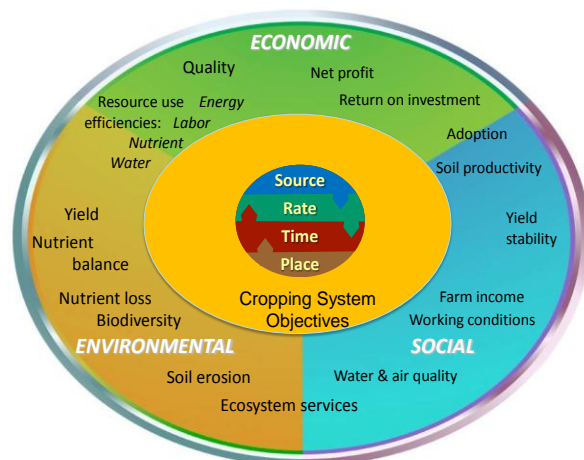 ECONOMIC
Quality
Net profit
Resource use Energy
efficiencies: Labor
Nutrient
Water
Return on investment
Adoption
Soil productivity
Source
Rate
Time
Place
Yield
Nutrient
balance
Yield
stability
Nutrient loss
Biodiversity
Cropping System
Objectives
Farm income
Working conditions
ENVIRONMENTAL
SOCIAL
Soil erosion
Water & air quality
Ecosystem services